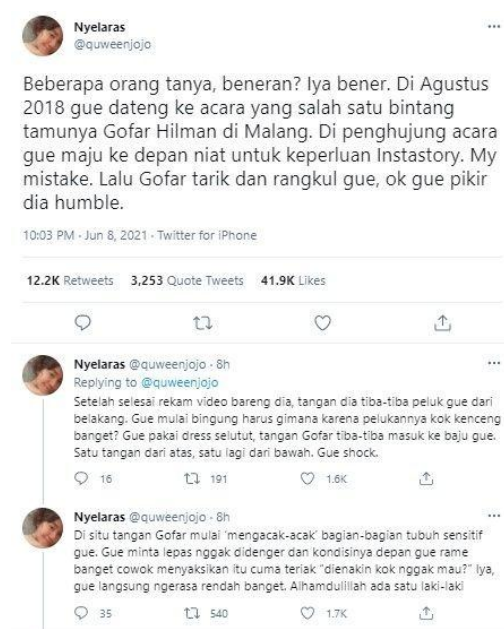 Nyelaras
@quweenjojo
Beberapa orang tanya, beneran? Iya bener. Di Agustus
2018 gue dateng ke acara yang salah satu bintang
tamunya Gofar Hilman di Malang. Di penghujung acara
gue maju ke depan niat untuk keperluan Instastory. My
mistake. Lalu Gofar tarik dan rangkul gue, ok gue pikir
dia humble.
10:03 PM · Jun 8, 2021 · Twitter for iPhone
12.2K Retweets 3,253 Quote Tweets 41.9K Likes
Nyelaras @quweenjojo · 8h
Replying to @quweenjojo
Setelah selesai rekam video bareng dia, tangan dia tiba-tiba peluk gue dari
belakang. Gue mulai bingung harus gimana karena pelukannya kok kenceng
banget? Gue pakai dress selutut, tangan Gofar tiba-tiba masuk ke baju gue.
Satu tangan dari atas, satu lagi dari bawah. Gue shock.
16 191 1.6K
Nyelaras @quweenjojo · 8h
Di situ tangan Gofar mulai 'mengacak-acak' bagian-bagian tubuh sensitif
gue. Gue minta lepas nggak didenger dan kondisinya depan gue rame
banget cowok menyaksikan itu cuma teriak "dienakin kok nggak mau?" Iya,
gue langsung ngerasa rendah banget. Alhamdulillah ada satu laki-laki
35 540 1.7K